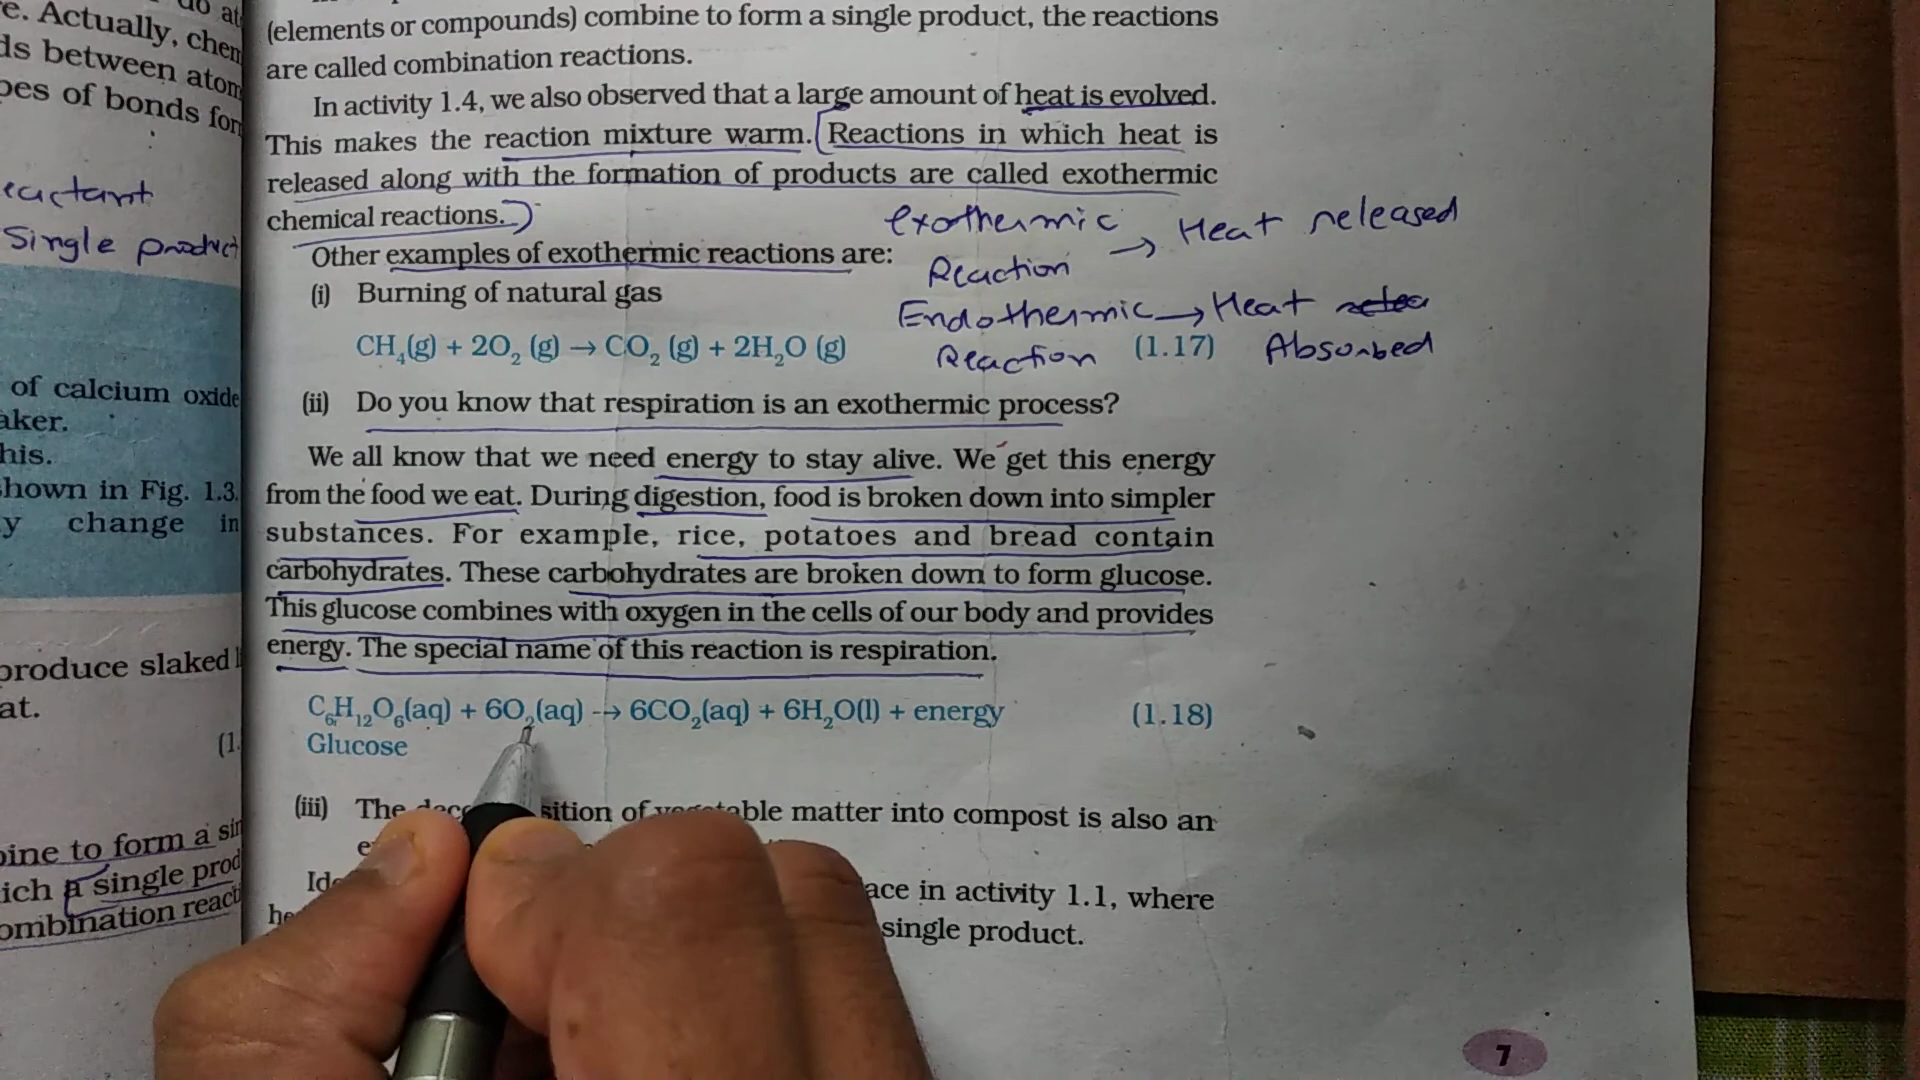 do at
e. Actually, chem
ds between atom
pes of bonds for
eactant
Single product
of calcium oxide
aker.
his.
shown in Fig. 1.3.
y change in
produce slaked l
at.
(1.
bine to form a sin
ich a single prod
ombination reacti
(elements or compounds) combine to form a single product, the reactions
are called combination reactions.
In activity 1.4, we also observed that a large amount of heat is evolved.
This makes the reaction mixture warm. Reactions in which heat is
released along with the formation of products are called exothermic
chemical reactions.
Other examples of exothermic reactions are:
exothermic Reaction → Heat released
(i) Burning of natural gas
Endothermic Reaction → Heat Absorbed
CH₄(g) + 2O₂ (g) → CO₂ (g) + 2H₂O (g) (1.17)
(ii) Do you know that respiration is an exothermic process?
We all know that we need energy to stay alive. We get this energy
from the food we eat. During digestion, food is broken down into simpler
substances. For example, rice, potatoes and bread contain
carbohydrates. These carbohydrates are broken down to form glucose.
This glucose combines with oxygen in the cells of our body and provides
energy. The special name of this reaction is respiration.
C₆H₁₂O₆(aq) + 6O₂(aq) → 6CO₂(aq) + 6H₂O(l) + energy (1.18)
Glucose
(iii) The sition of vegetable matter into compost is also an
ace in activity 1.1, where
single product.
7